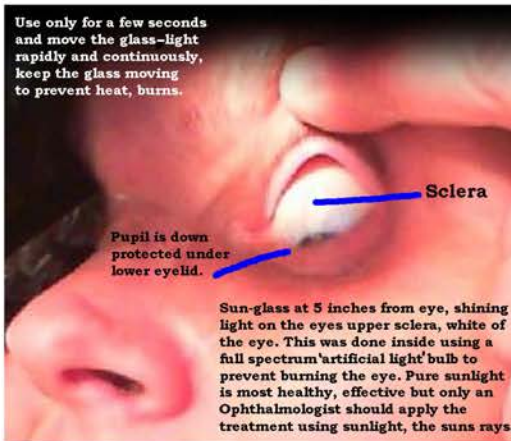 Use only for a few seconds
and move the glass-light
rapidly and continuously,
keep the glass moving
to prevent heat, burns.
Sclera
Pupil is down
protected under
lower eyelid.
Sun-glass at 5 inches from eye, shining
light on the eyes upper sclera, white of
the eye. This was done inside using a
full spectrum 'artificial light' bulb to
prevent burning the eye. Pure sunlight
is most healthy, effective but only an
Ophthalmologist should apply the
treatment using sunlight, the suns rays